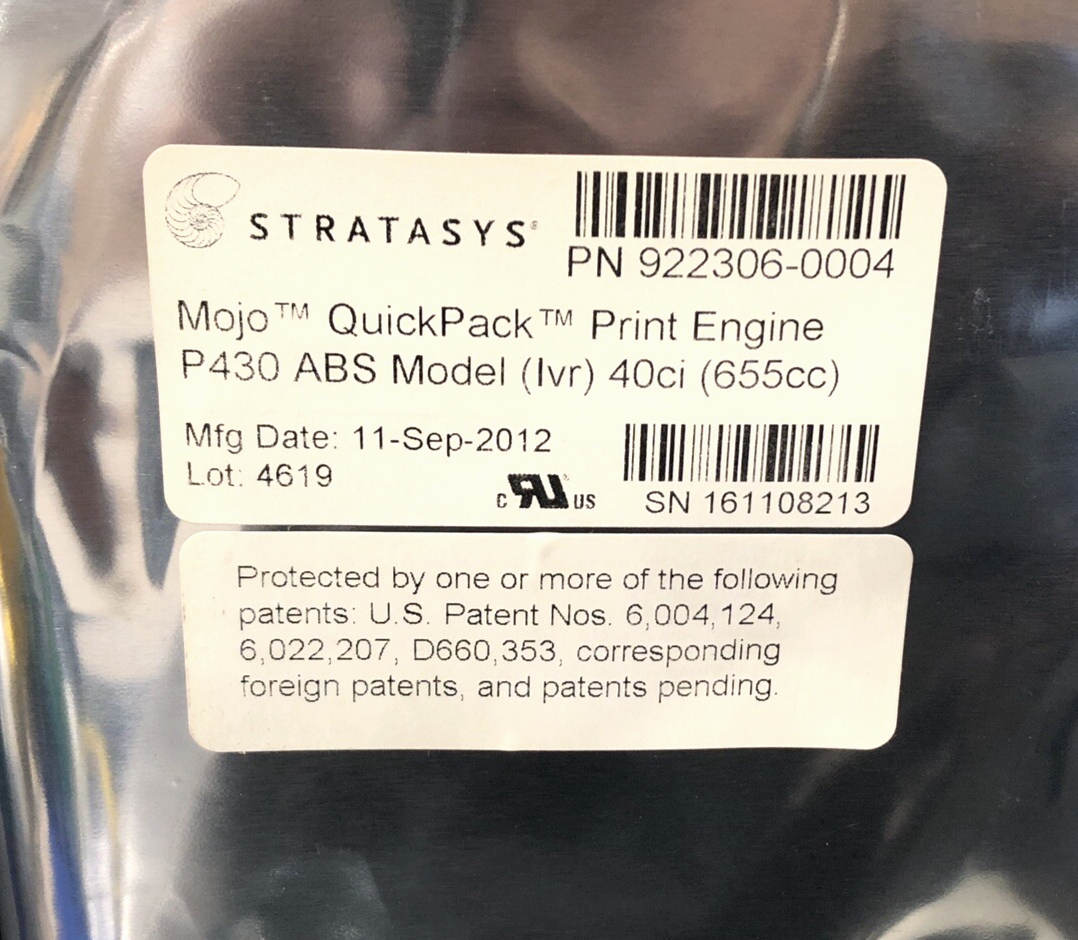 STRATASYS®
PN 922306-0004
Mojo™ QuickPack™ Print Engine
P430 ABS Model (Ivr) 40ci (655cc)
Mfg Date: 11-Sep-2012
Lot: 4619
c RU® US
SN 161108213
Protected by one or more of the following
patents: U.S. Patent Nos. 6,004,124,
6,022,207, D660,353, corresponding
foreign patents, and patents pending.